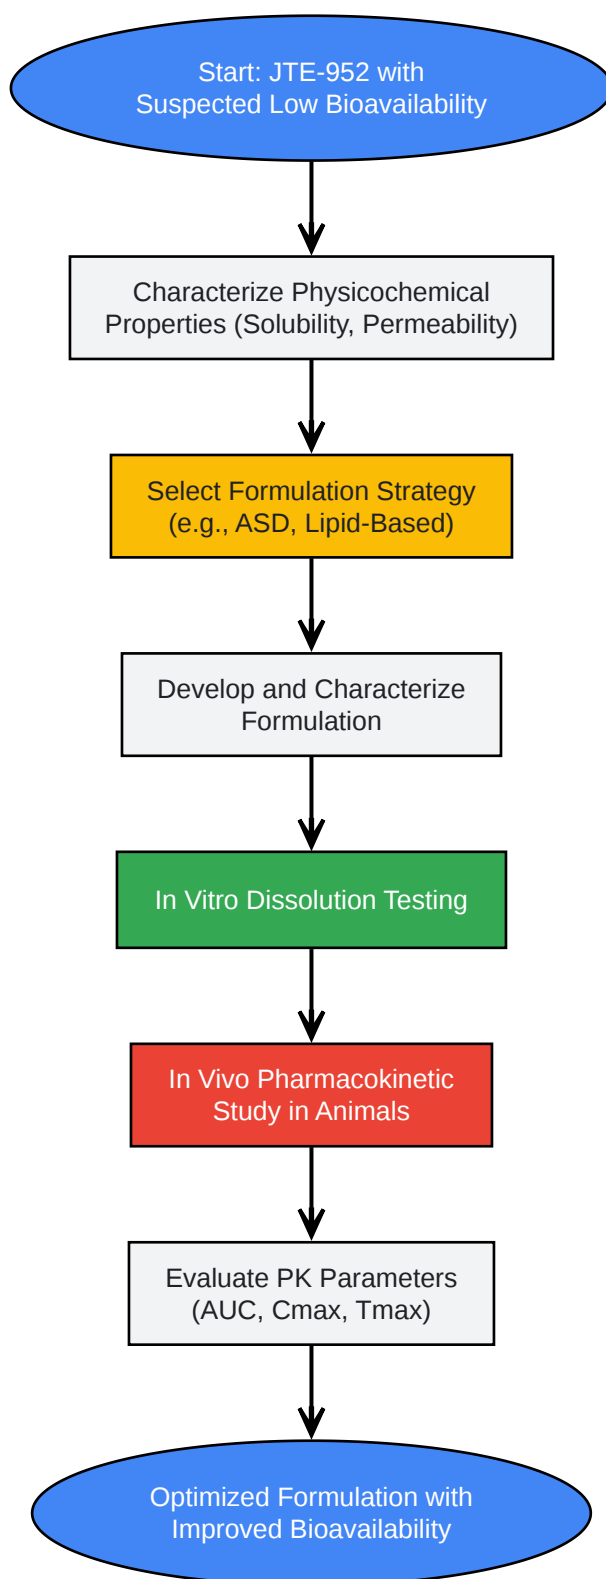 Start: JTE-952 with
Suspected Low Bioavailability
Characterize Physicochemical
Properties (Solubility, Permeability)
Select Formulation Strategy
(e.g., ASD, Lipid-Based)
Develop and Characterize
Formulation
In Vitro Dissolution Testing
In Vivo Pharmacokinetic
Study in Animals
Evaluate PK Parameters
(AUC, Cmax, Tmax)
Optimized Formulation with
Improved Bioavailability